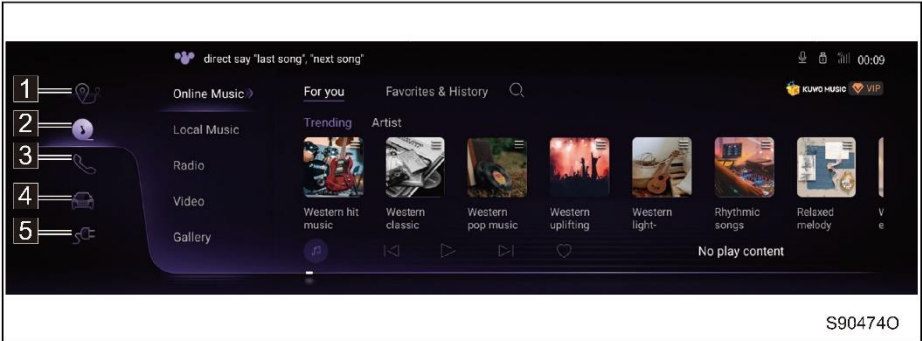 direct say "last song", "next song"
00:09
1
Online Music
For you
Favorites & History
KUWO MUSIC
VIP
2
Trending
Artist
Local Music
3
Radio
4
Video
Western hit music
Western classic
Western pop music
Western uplifting
Western light-
Rhythmic songs
Relaxed melody
W
e
5
Gallery
No play content
S90474O